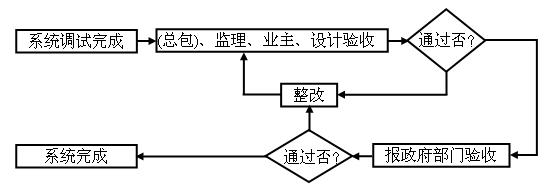 系统调试完成
(总包)、监理、业主、设计验收
通过否?
整改
系统完成
通过否?
报政府部门验收